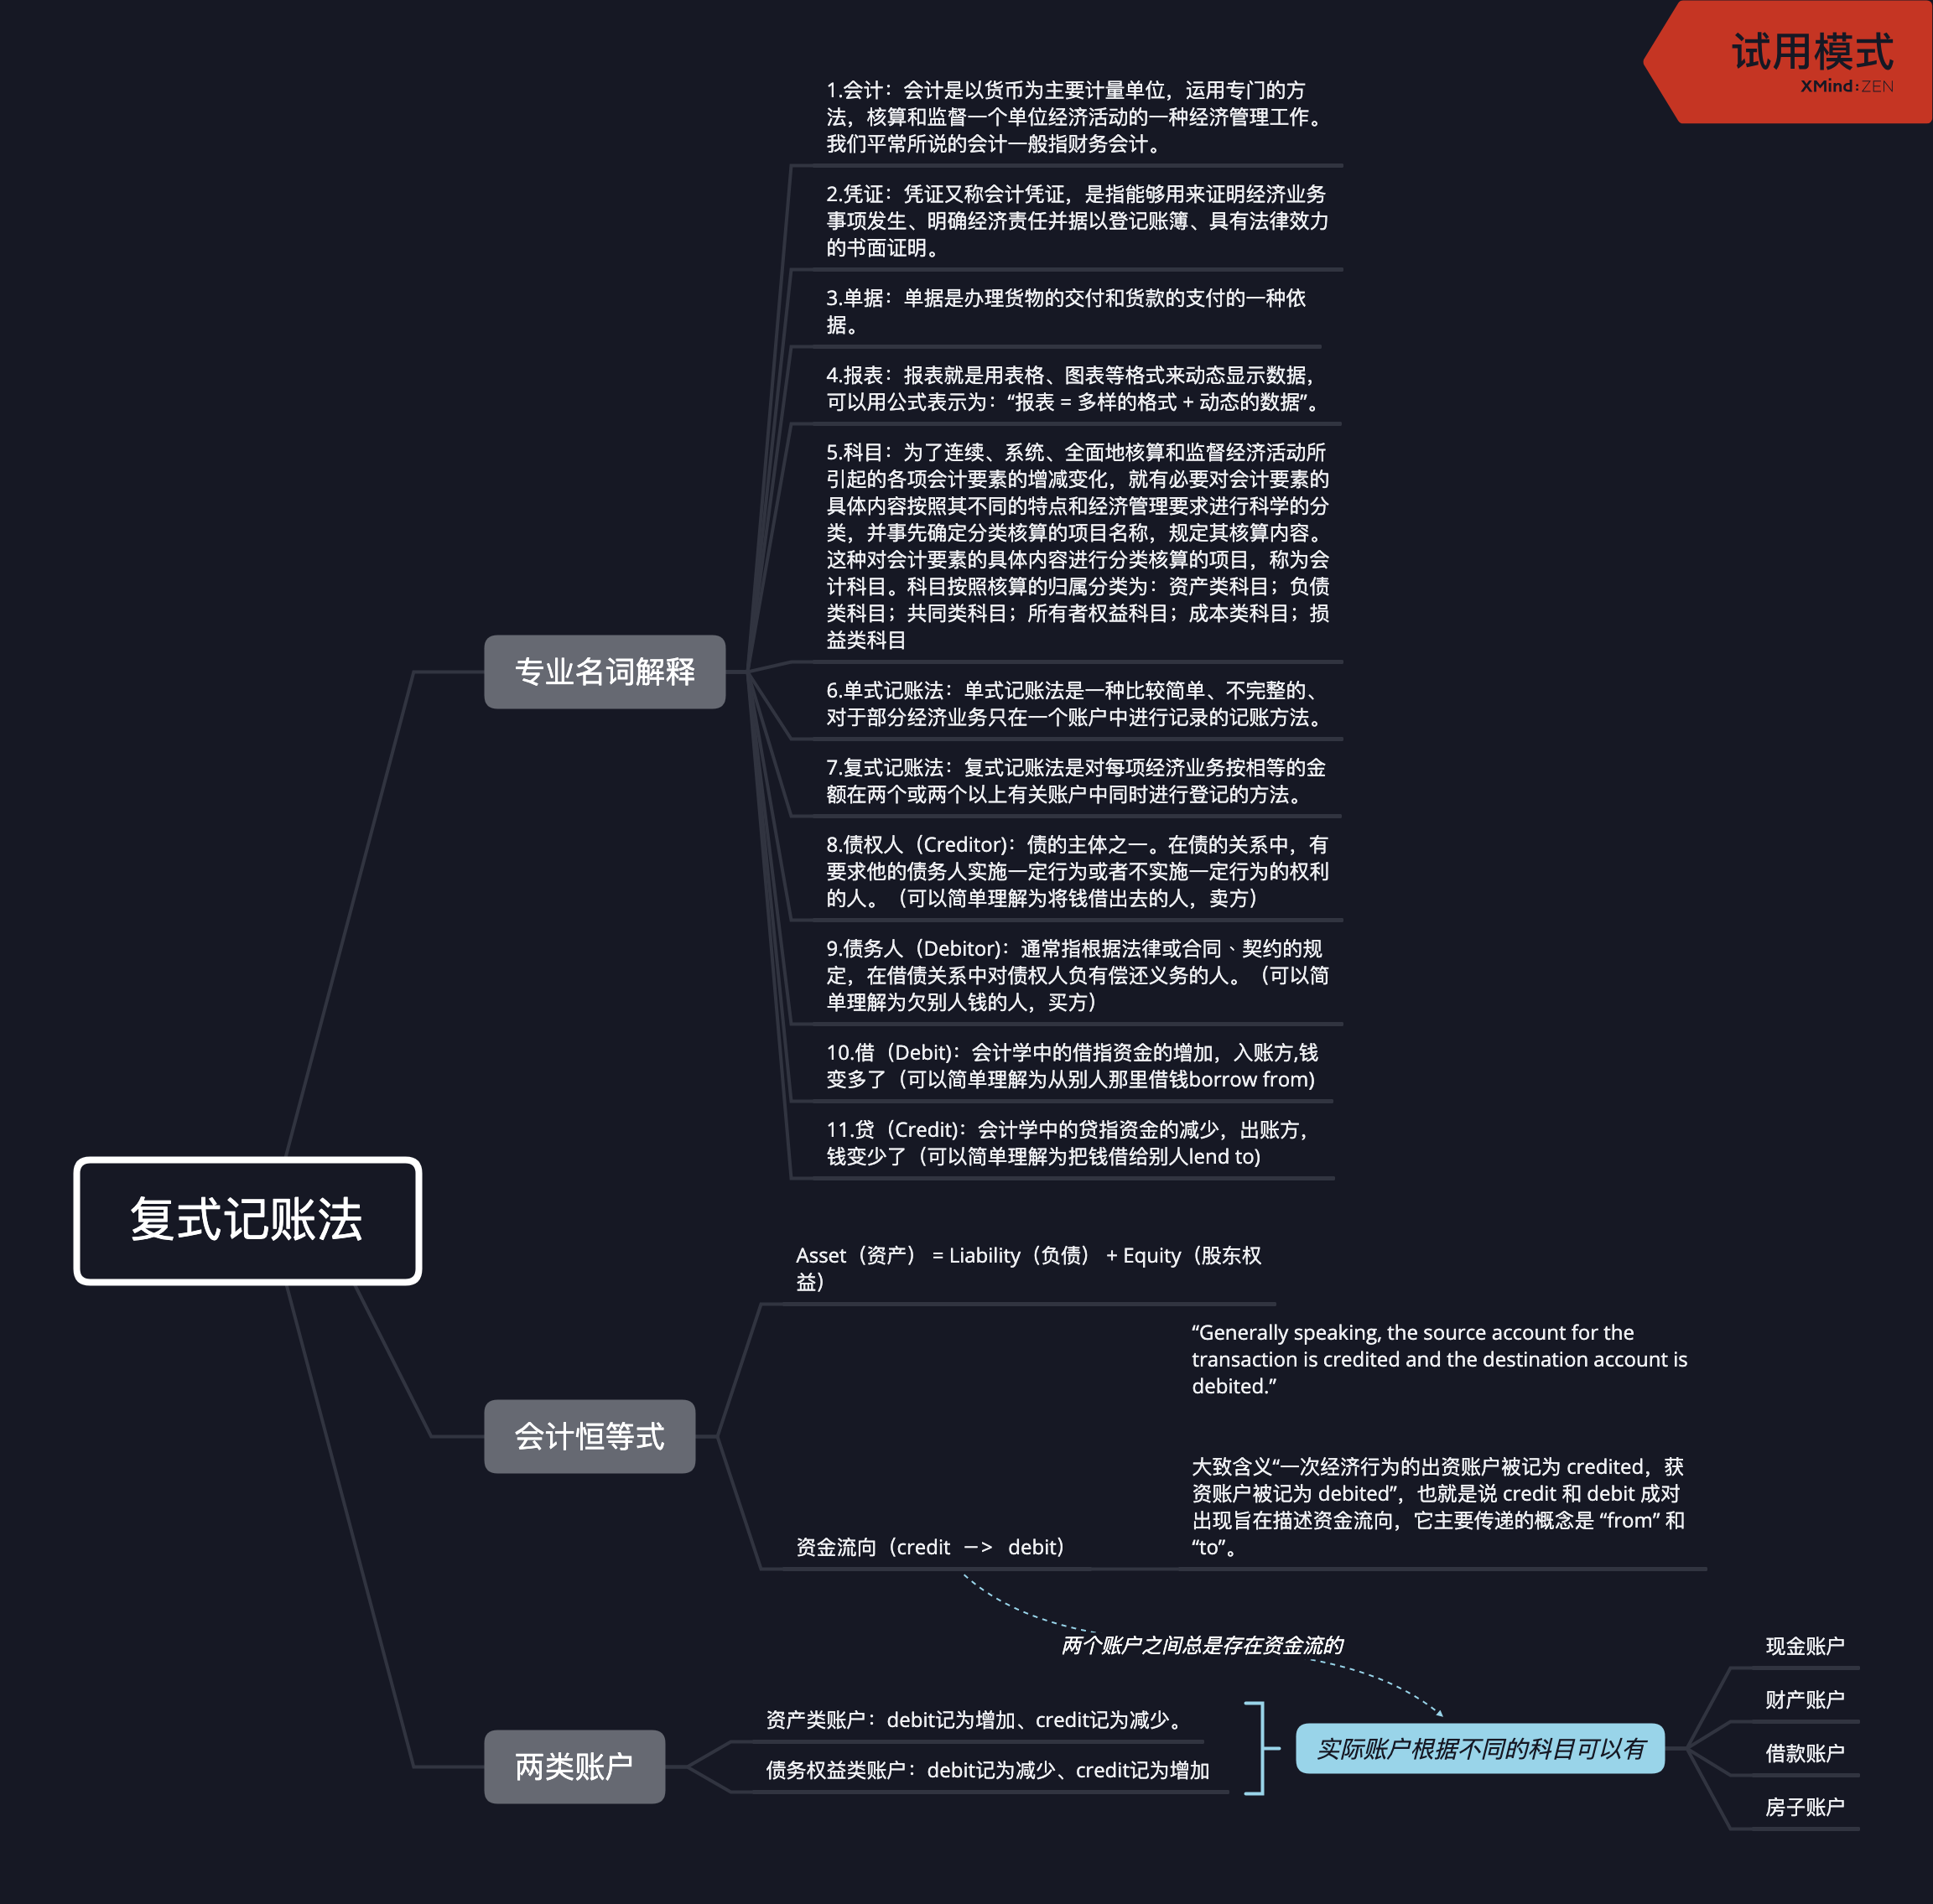 试用模式
XMind:ZEN
1.会计：会计是以货币为主要计量单位，运用专门的方
法，核算和监督一个单位经济活动的一种经济管理工作。
我们平常所说的会计一般指财务会计。
2.凭证：凭证又称会计凭证，是指能够用来证明经济业务
事项发生、明确经济责任并据以登记账簿、具有法律效力
的书面证明。
3.单据：单据是办理货物的交付和货款的支付的一种依
据。
4.报表：报表就是用表格、图表等格式来动态显示数据，
可以用公式表示为：“报表 = 多样的格式 + 动态的数据”。
5.科目：为了连续、系统、全面地核算和监督经济活动所
引起的各项会计要素的增减变化，就有必要对会计要素的
具体内容按照其不同的特点和经济管理要求进行科学的分
类，并事先确定分类核算的项目名称，规定其核算内容。
这种对会计要素的具体内容进行分类核算的项目，称为会
计科目。科目按照核算的归属分类为：资产类科目；负债
类科目；共同类科目；所有者权益科目；成本类科目；损
益类科目
专业名词解释
6.单式记账法：单式记账法是一种比较简单、不完整的、
对于部分经济业务只在一个账户中进行记录的记账方法。
7.复式记账法：复式记账法是对每项经济业务按相等的金
额在两个或两个以上有关账户中同时进行登记的方法。
8.债权人（Creditor)：债的主体之一。在债的关系中，有
要求他的债务人实施一定行为或者不实施一定行为的权利
的人。（可以简单理解为将钱借出去的人，卖方）
9.债务人（Debitor)：通常指根据法律或合同、契约的规
定，在借债关系中对债权人负有偿还义务的人。（可以简
单理解为欠别人钱的人，买方）
10.借（Debit)：会计学中的借指资金的增加，入账方,钱
变多了（可以简单理解为从别人那里借钱borrow from)
11.贷（Credit)：会计学中的贷指资金的减少，出账方，
钱变少了（可以简单理解为把钱借给别人lend to)
复式记账法
Asset（资产） = Liability（负债） + Equity（股东权
益）
“Generally speaking, the source account for the
transaction is credited and the destination account is
debited.”
会计恒等式
大致含义“一次经济行为的出资账户被记为 credited，获
资账户被记为 debited”，也就是说 credit 和 debit 成对
出现旨在描述资金流向，它主要传递的概念是 “from” 和
“to”。
资金流向（credit －> debit）
两个账户之间总是存在资金流的
两类账户
资产类账户：debit记为增加、credit记为减少。
债务权益类账户：debit记为减少、credit记为增加
实际账户根据不同的科目可以有
现金账户
财产账户
借款账户
房子账户